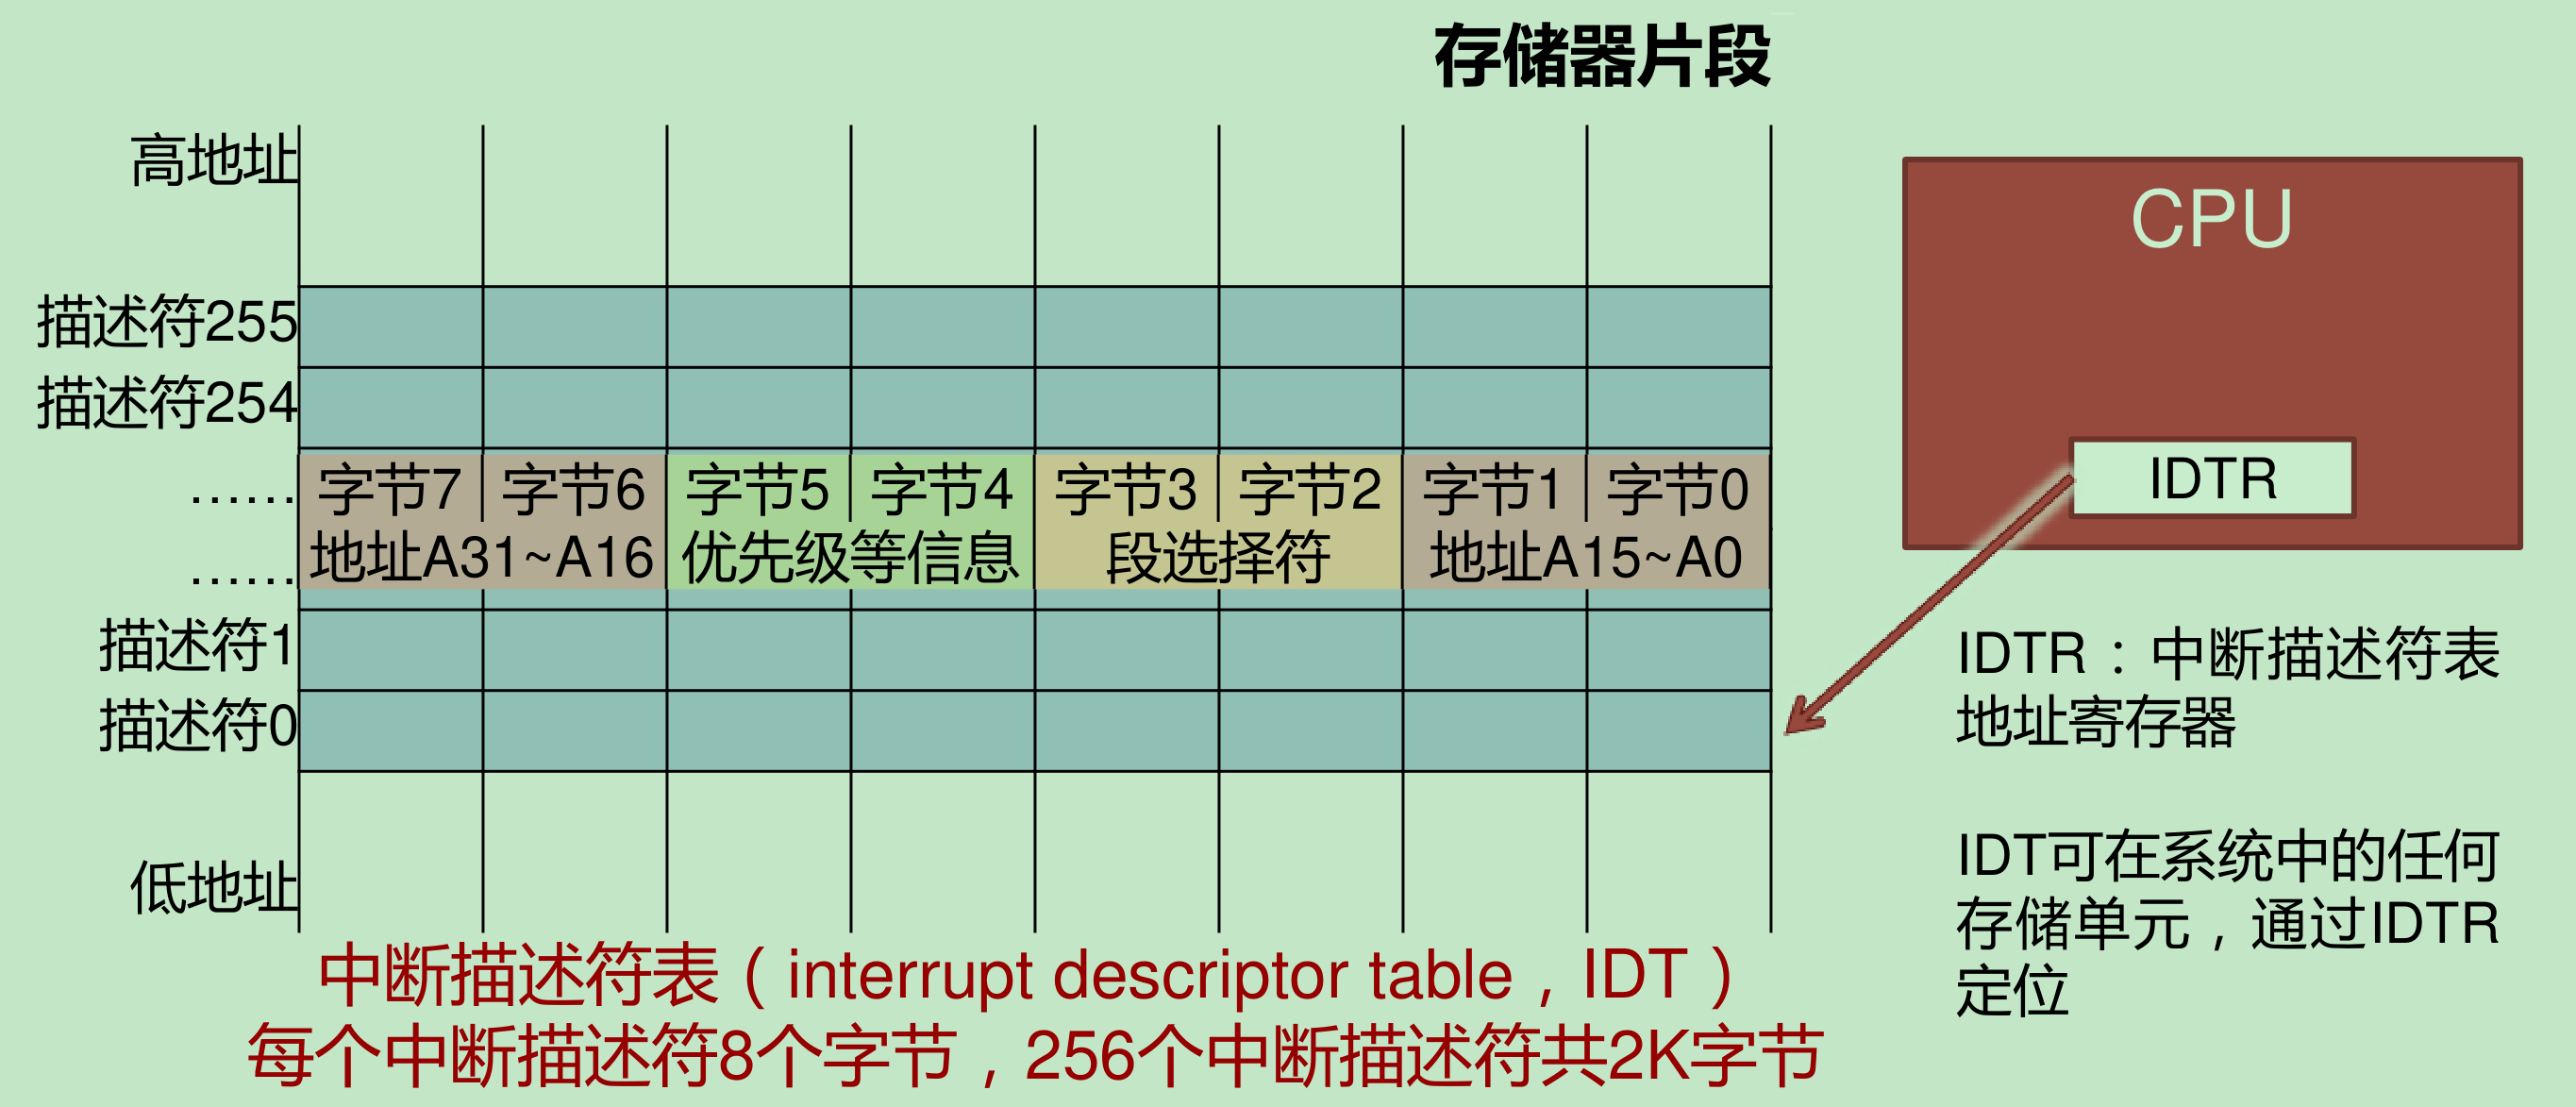 存储器片段
高地址
描述符255
描述符254
……
字节7 字节6 字节5 字节4 字节3 字节2 字节1 字节0
……
地址A31~A16 优先级等信息 段选择符 地址A15~A0
描述符1
描述符0
低地址
中断描述符表（interrupt descriptor table，IDT）
每个中断描述符8个字节，256个中断描述符共2K字节
CPU
IDTR
IDTR：中断描述符表
地址寄存器
IDT可在系统中的任何
存储单元，通过IDTR
定位